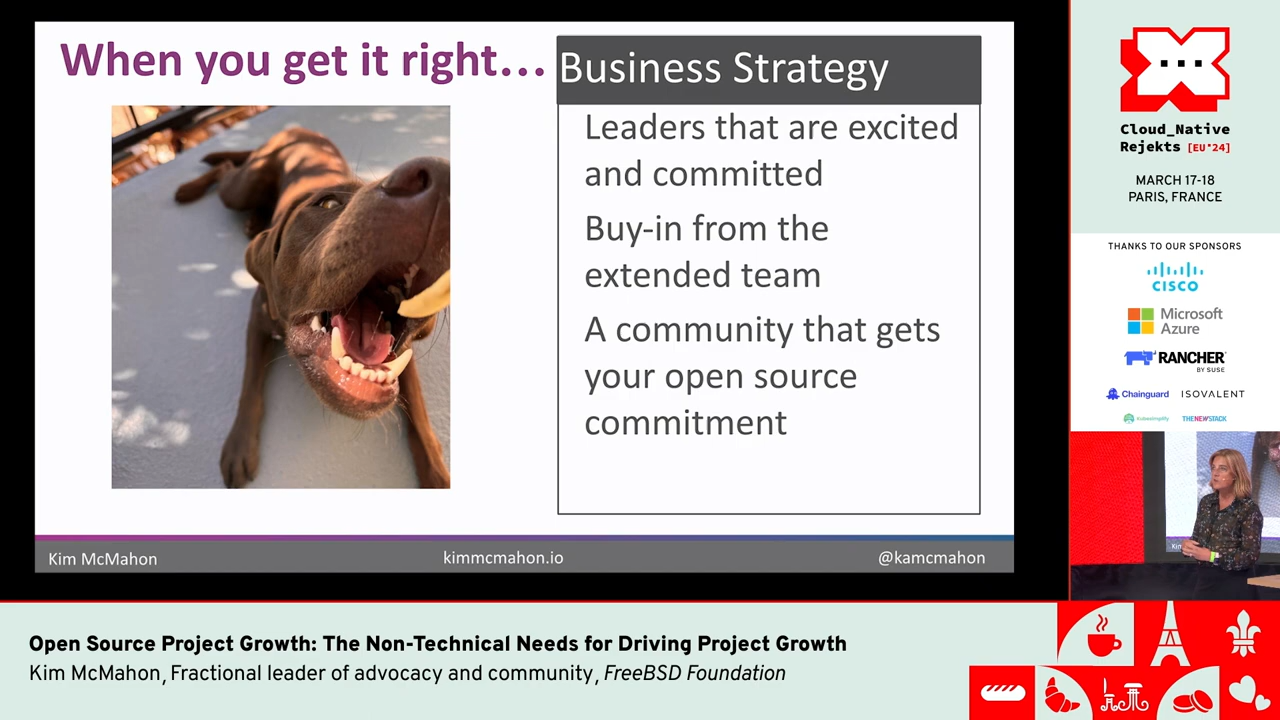 When you get it right...
Business Strategy
Leaders that are excited
and committed
Buy-in from the
extended team
A community that gets
your open source
commitment
Kim McMahon
kimmcmahon.io
@kamcmahon
Cloud_Native
Rejekts [EU*24]
MARCH 17-18
PARIS, FRANCE
THANKS TO OUR SPONSORS
CISCO
Microsoft
Azure
RANCHER
BY SUSE
Chainguard
ISOVALENT
Kubesimplify
THENEWSTACK
Open Source Project Growth: The Non-Technical Needs for Driving Project Growth
Kim McMahon, Fractional leader of advocacy and community, FreeBSD Foundation